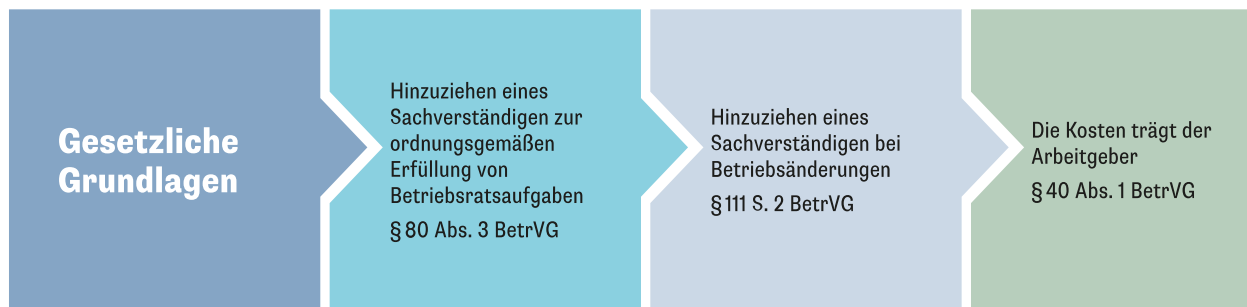 Gesetzliche
Grundlagen
Hinzuziehen eines
Sachverständigen zur
ordnungsgemäßen
Erfüllung von
Betriebsratsaufgaben
§ 80 Abs. 3 BetrVG
Hinzuziehen eines
Sachverständigen bei
Betriebsänderungen
§ 111 S. 2 BetrVG
Die Kosten trägt der
Arbeitgeber
§ 40 Abs. 1 BetrVG